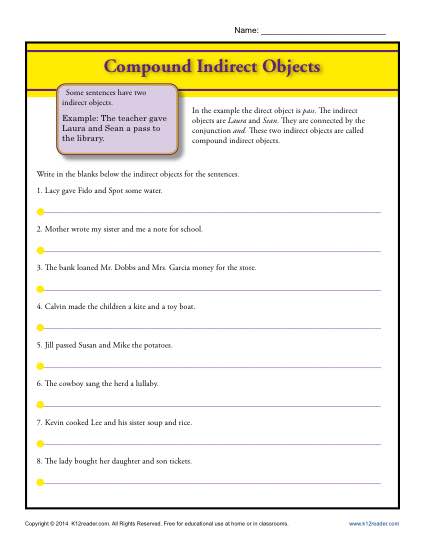 Name:
Compound Indirect Objects
Some sentences have two
indirect objects.
Example: The teacher gave
Laura and Sean a pass to
the library.
In the example the direct object is pass. The indirect
objects are Laura and Sean. They are connected by the
conjunction and. These two indirect objects are called
compound indirect objects.
Write in the blanks below the indirect objects for the sentences.
1. Lacy gave Fido and Spot some water.
2. Mother wrote my sister and me a note for school.
3. The bank loaned Mr. Dobbs and Mrs. Garcia money for the store.
4. Calvin made the children a kite and a toy boat.
5. Jill passed Susan and Mike the potatoes.
6. The cowboy sang the herd a lullaby.
7. Kevin cooked Lee and his sister soup and rice.
8. The lady bought her daughter and son tickets.
Copyright © 2014 K12reader.com. All Rights Reserved. Free for educational use at home or in classrooms.
www.k12reader.com